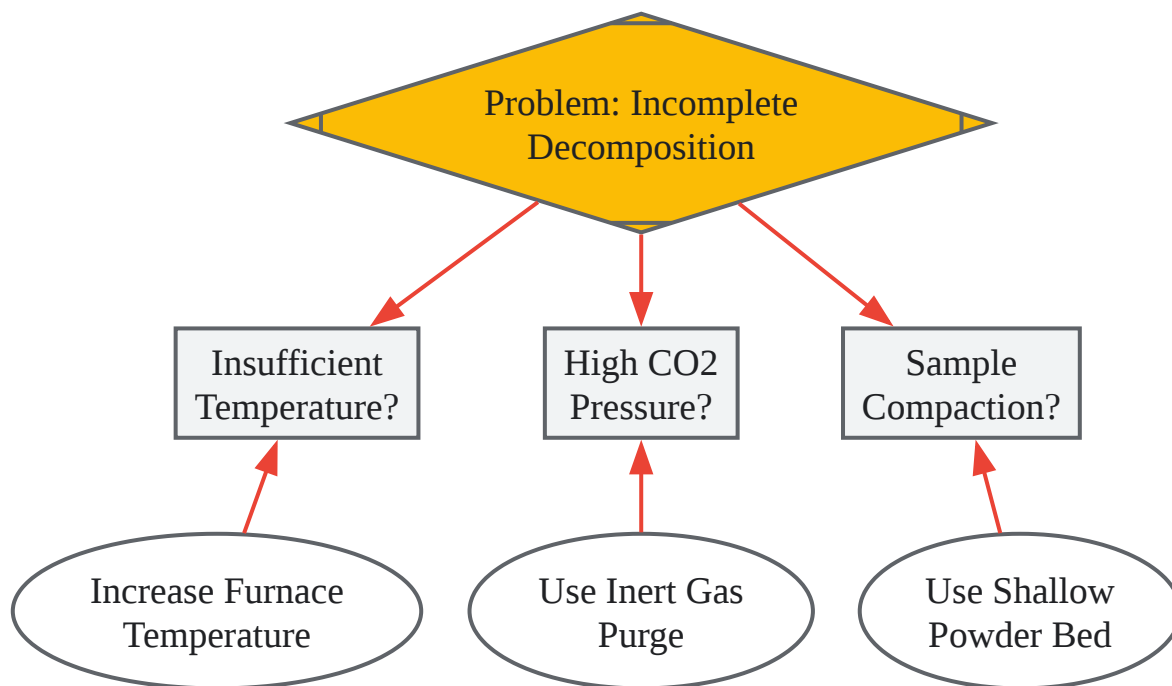 Problem: Incomplete
Decomposition
Insufficient
Temperature?
High CO2
Pressure?
Sample
Compaction?
Increase Furnace
Temperature
Use Inert Gas
Purge
Use Shallow
Powder Bed